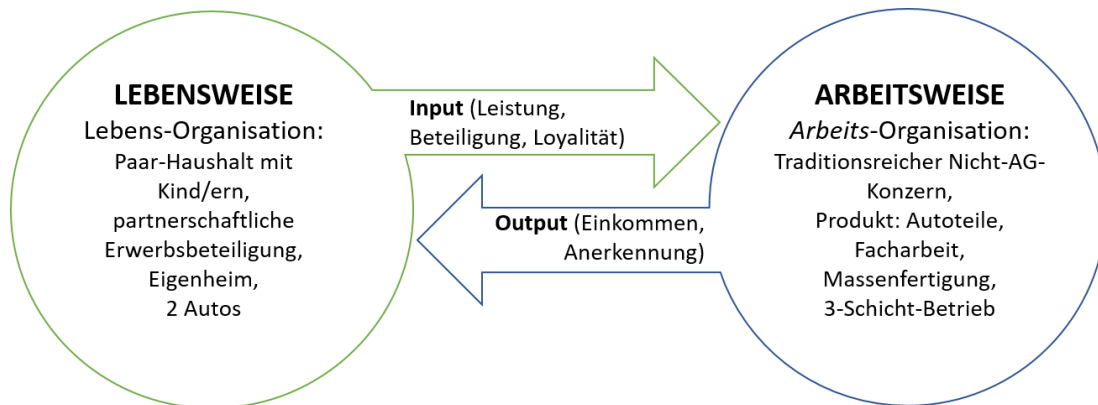 LEBENSWEISE
Lebens-Organisation:
Paar-Haushalt mit
Kind/ern,
partnerschaftliche
Erwerbsbeteiligung,
Eigenheim,
2 Autos
Input (Leistung,
Beteiligung, Loyalität)
Output (Einkommen,
Anerkennung)
ARBEITSWEISE
Arbeits-Organisation:
Traditionsreicher Nicht-AG-
Konzern,
Produkt: Autoteile,
Facharbeit,
Massenfertigung,
3-Schicht-Betrieb